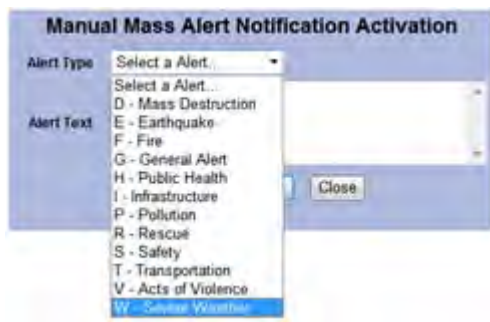 Manual Mass Alert Notification Activation
Alert Type Select a Alert...
Select a Alert...
D - Mass Destruction
E - Earthquake
Alert Text
F - Fire
G - General Alert
H - Public Health
I - Infrastructure
Close
P - Pollution
R - Rescue
S - Safety
T - Transportation
V - Acts of Violence
W - Severe Weather